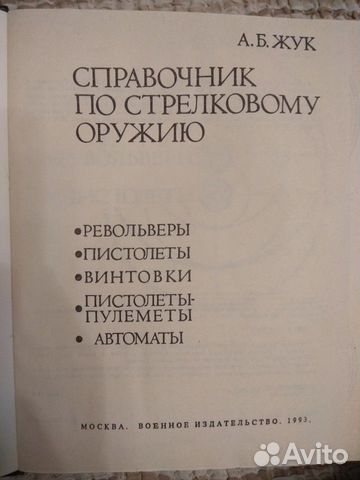 А. Б. ЖУК
СПРАВОЧНИК
ПО СТРЕЛКОВОМУ
ОРУЖИЮ
•РЕВОЛЬВЕРЫ
•ПИСТОЛЕТЫ
•ВИНТОВКИ
•ПИСТОЛЕТЫ-
ПУЛЕМЕТЫ
• АВТОМАТЫ
МОСКВА. ВОЕННОЕ ИЗДАТЕЛЬСТВО. 1993.
Avito